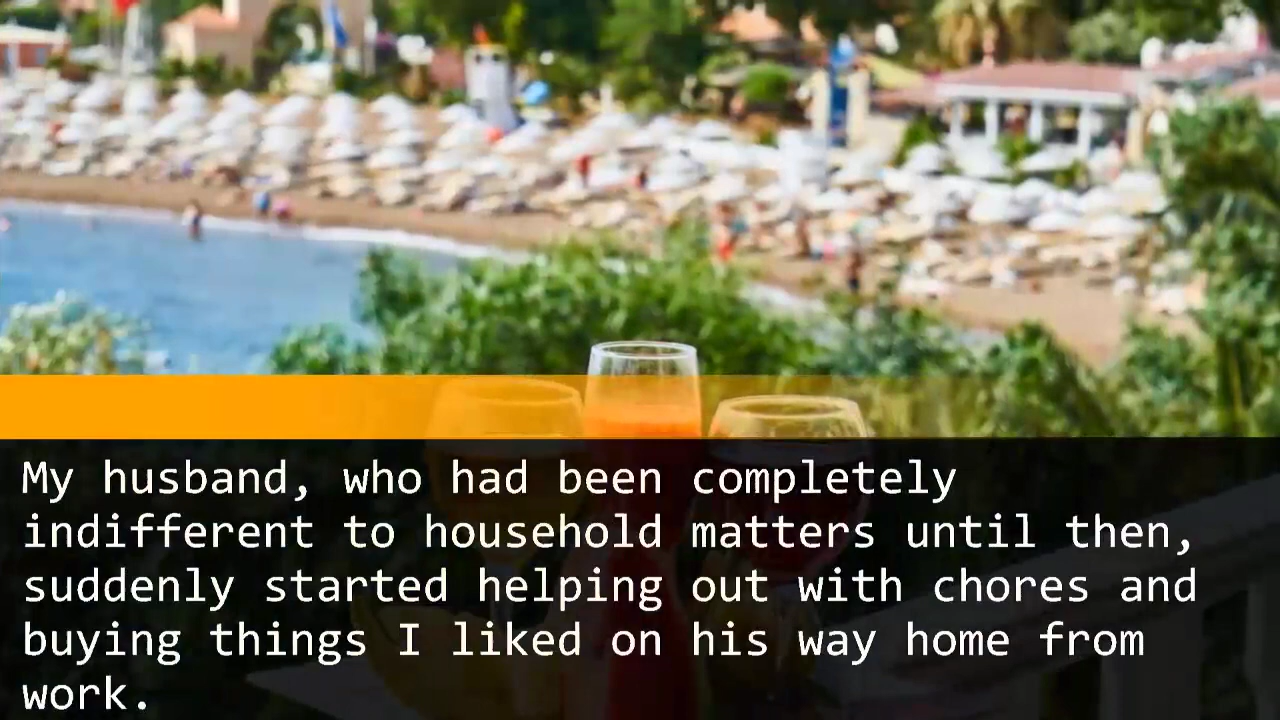 My husband, who had been completely
indifferent to household matters until then,
suddenly started helping out with chores and
buying things I liked on his way home from
work.